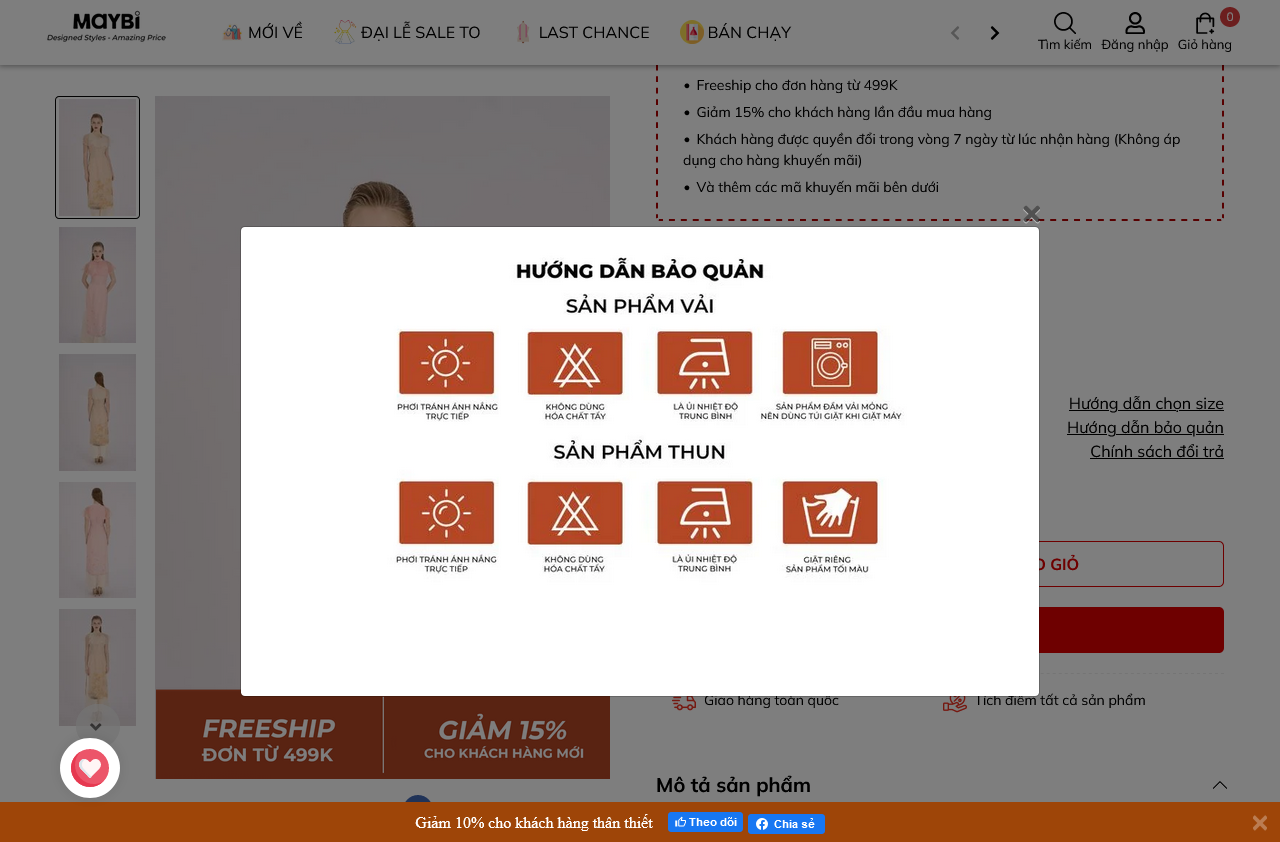 MAYBi
Designed Styles - Amazing Price
MỚI VỀ
ĐẠI LỄ SALE TO
LAST CHANCE
BÁN CHẠY
0
Tìm kiếm
Đăng nhập
Giỏ hàng
• Freeship cho đơn hàng từ 499K
• Giảm 15% cho khách hàng lần đầu mua hàng
• Khách hàng được quyền đổi trong vòng 7 ngày từ lúc nhận hàng (Không áp
dụng cho hàng khuyến mãi)
• Và thêm các mã khuyến mãi bên dưới
×
HƯỚNG DẪN BẢO QUẢN
SẢN PHẨM VẢI
PHƠI TRÁNH ÁNH NẮNG
TRỰC TIẾP
KHÔNG DÙNG
HÓA CHẤT TẨY
LÀ ỦI NHIỆT ĐỘ
TRUNG BÌNH
SẢN PHẨM ĐẦM VẢI MỎNG
NÊN DÙNG TÚI GIẶT KHI GIẶT MÁY
SẢN PHẨM THUN
PHƠI TRÁNH ÁNH NẮNG
TRỰC TIẾP
KHÔNG DÙNG
HÓA CHẤT TẨY
LÀ ỦI NHIỆT ĐỘ
TRUNG BÌNH
GIẶT RIÊNG
SẢN PHẨM TỐI MÀU
Hướng dẫn chọn size
Hướng dẫn bảo quản
Chính sách đổi trả
GIỎ
Giao hàng toàn quốc
Tích điểm tất cả sản phẩm
FREESHIP
ĐƠN TỪ 499K
GIẢM 15%
CHO KHÁCH HÀNG MỚI
Mô tả sản phẩm
Giảm 10% cho khách hàng thân thiết
Theo dõi
Chia sẻ
×